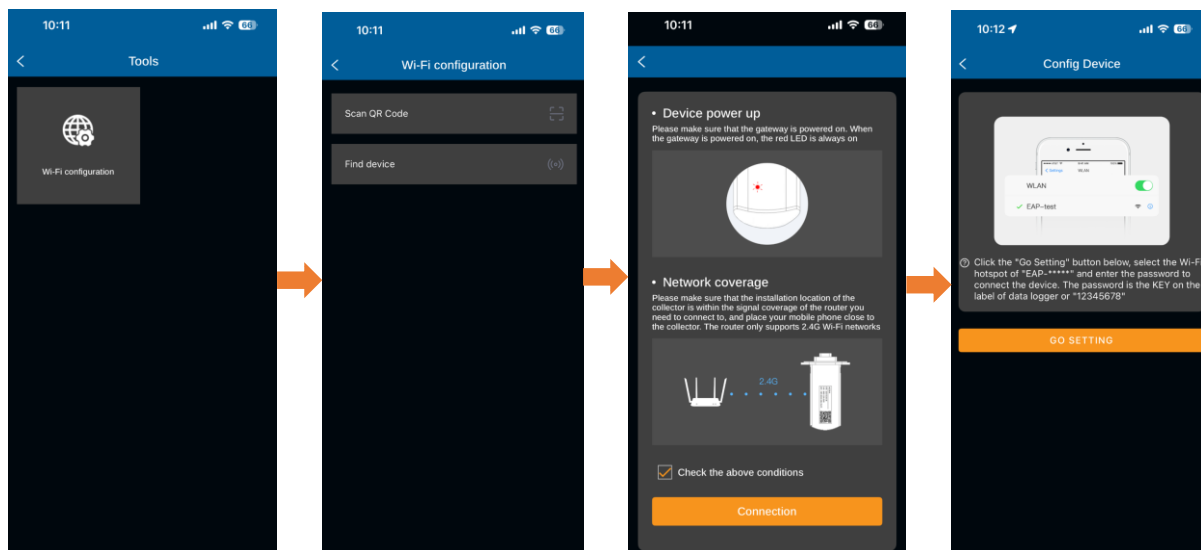 10:11
66
Tools
Wi-Fi configuration
10:11
66
Wi-Fi configuration
Scan QR Code
Find device
10:11
66
• Device power up
Please make sure that the gateway is powered on. When
the gateway is powered on, the red LED is always on
• Network coverage
Please make sure that the installation location of the
collector is within the signal coverage of the router you
need to connect to, and place your mobile phone close to
the collector. The router only supports 2.4G Wi-Fi networks
2.4G
Check the above conditions
Connection
10:12
66
Config Device
WLAN
EAP-test
Click the "Go Setting" button below, select the Wi-Fi
hotspot of "EAP-*****" and enter the password to
connect the device. The password is the KEY on the
label of data logger or "12345678"
GO SETTING